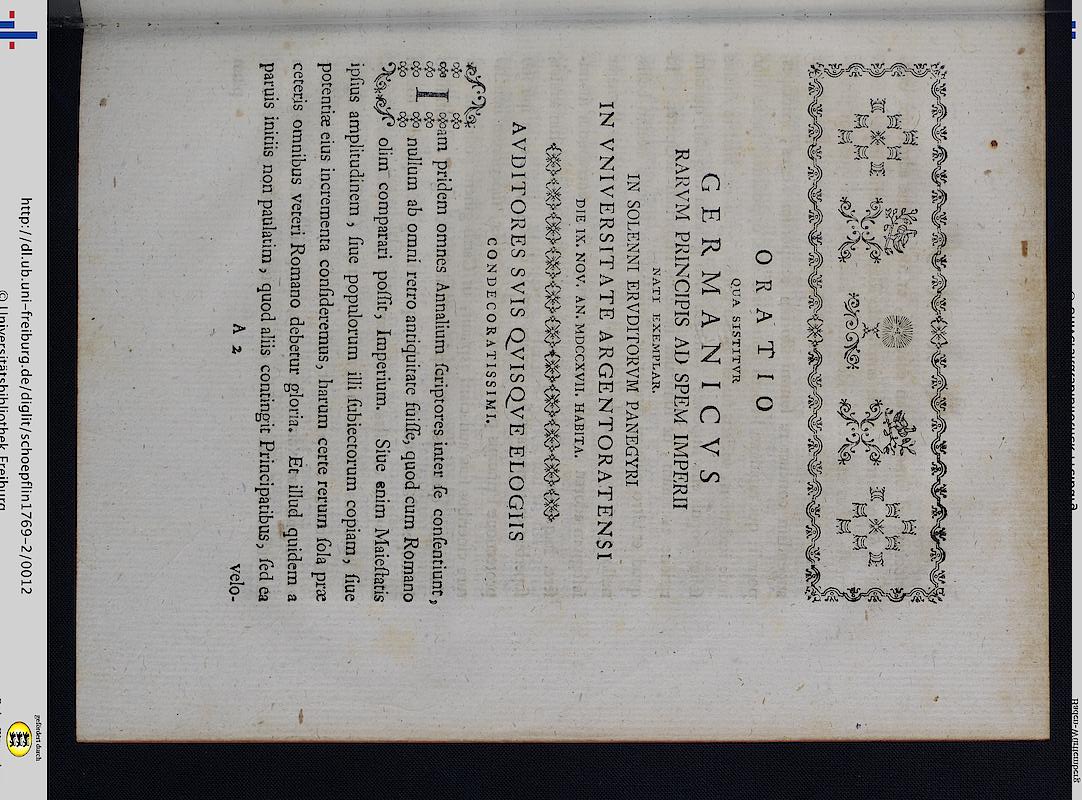 ORATIO
QUA SISTITVR
GERMANICVS
RARVM PRINCIPIS AD SPEM IMPERII
NATI EXEMPLAR.
IN SOLENNI ERVDITORVM PANEGYRI
IN VNIVERSITATE ARGENTORATENSI
DIE IX. NOV. AN. MDCCXVII. HABITA.
AVDITORES SVIS QVISQVE ELOGIIS
CONDECORATISSIMI.
Iam pridem omnes Annalium ſcriptores inter ſe conſentiunt,
nullum ab omni retro antiquitate fuiſſe, quod cum Romano
olim comparari poſſit, Imperium. Siue enim Maieſtatis
ipſius amplitudinem, ſiue populorum illi ſubiectorum copiam, ſiue
potentiæ eius incrementa conſideremus, harum certe rerum ſola præ
ceteris omnibus veteri Romano debetur gloria. Et illud quidem a
paruis initiis non paulatim, quod aliis contingit Principatibus, ſed ea
A 2
velo-
http://dl.ub.uni-freiburg.de/diglit/schoepflin1769-2/0012
© Universitätsbibliothek Freiburg
gefördert durch